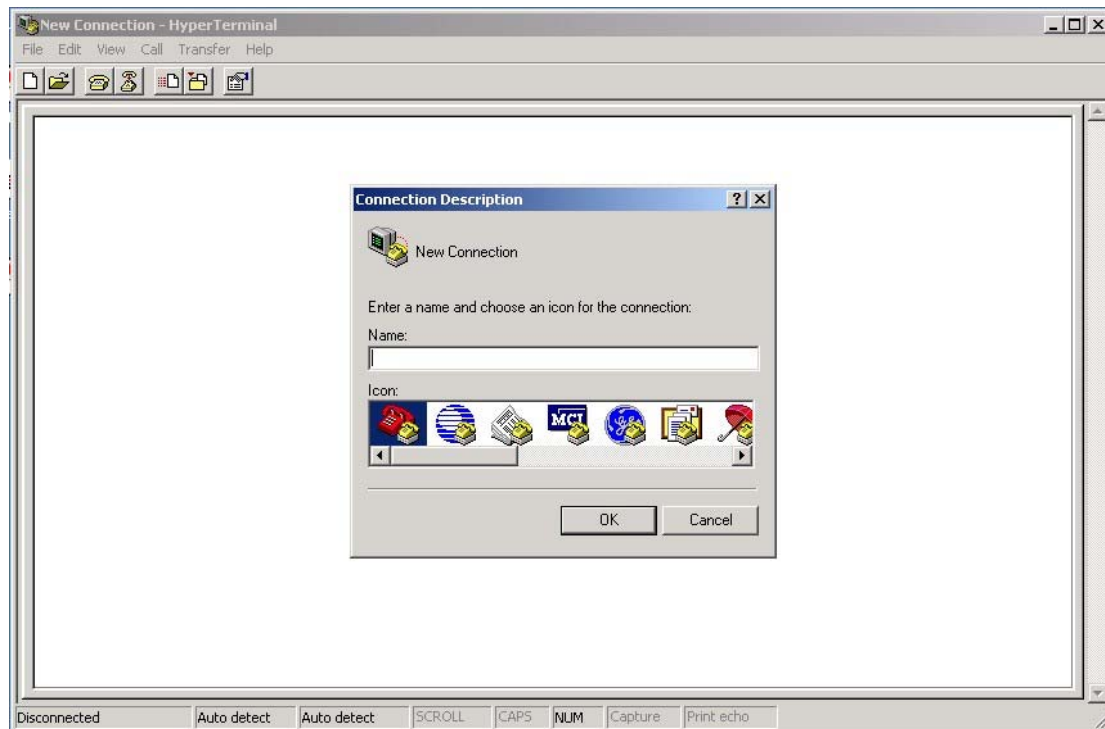 New Connection - HyperTerminal
File Edit View Call Transfer Help
Connection Description
New Connection
Enter a name and choose an icon for the connection:
Name:
Icon:
MCI
OK Cancel
Disconnected Auto detect Auto detect SCROLL CAPS NUM Capture Print echo